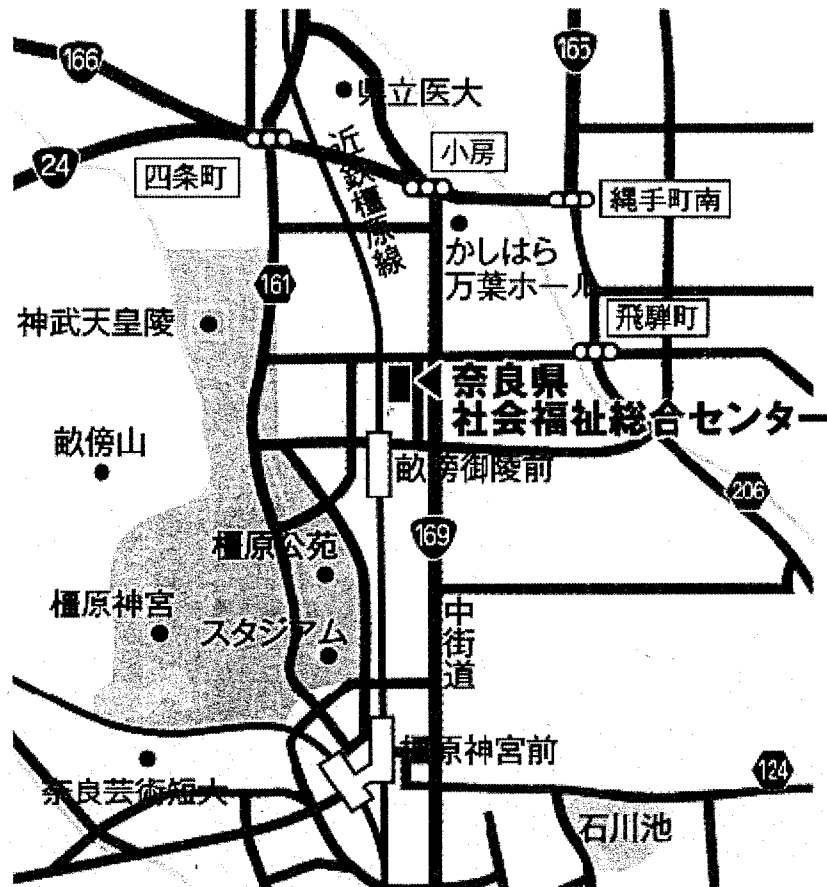 166
165
県立医大
24
四条町
近鉄橿原線
小房
縄手町南
かしはら
万葉ホール
161
神武天皇陵
飛騨町
奈良県
社会福祉総合センター
畝傍山
畝傍御陵前
206
169
橿原公苑
橿原神宮
スタジアム
中街道
橿原神宮前
奈良芸術短大
124
石川池